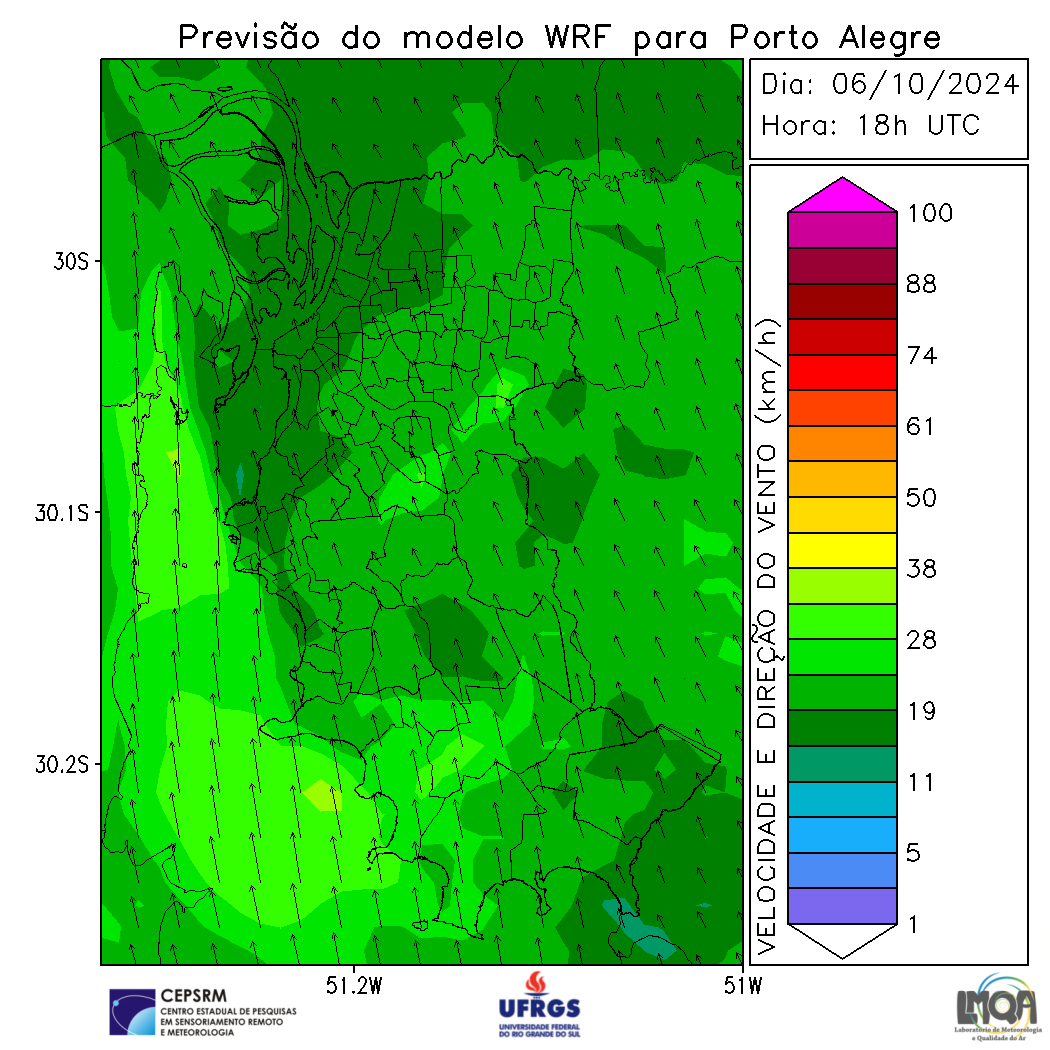 Previsão do modelo WRF para Porto Alegre
Dia: 06/10/2024
Hora: 18h UTC
30S
30.1S
30.2S
51.2W
51W
VELOCIDADE E DIREÇÃO DO VENTO (km/h)
100
88
74
61
50
38
28
19
11
5
1
CEPSRM
CENTRO ESTADUAL DE PESQUISAS
EM SENSORIAMENTO REMOTO
E METEOROLOGIA
UFRGS
UNIVERSIDADE FEDERAL
DO RIO GRANDE DO SUL
LMQA
Laboratório de Meteorologia
e Qualidade do Ar